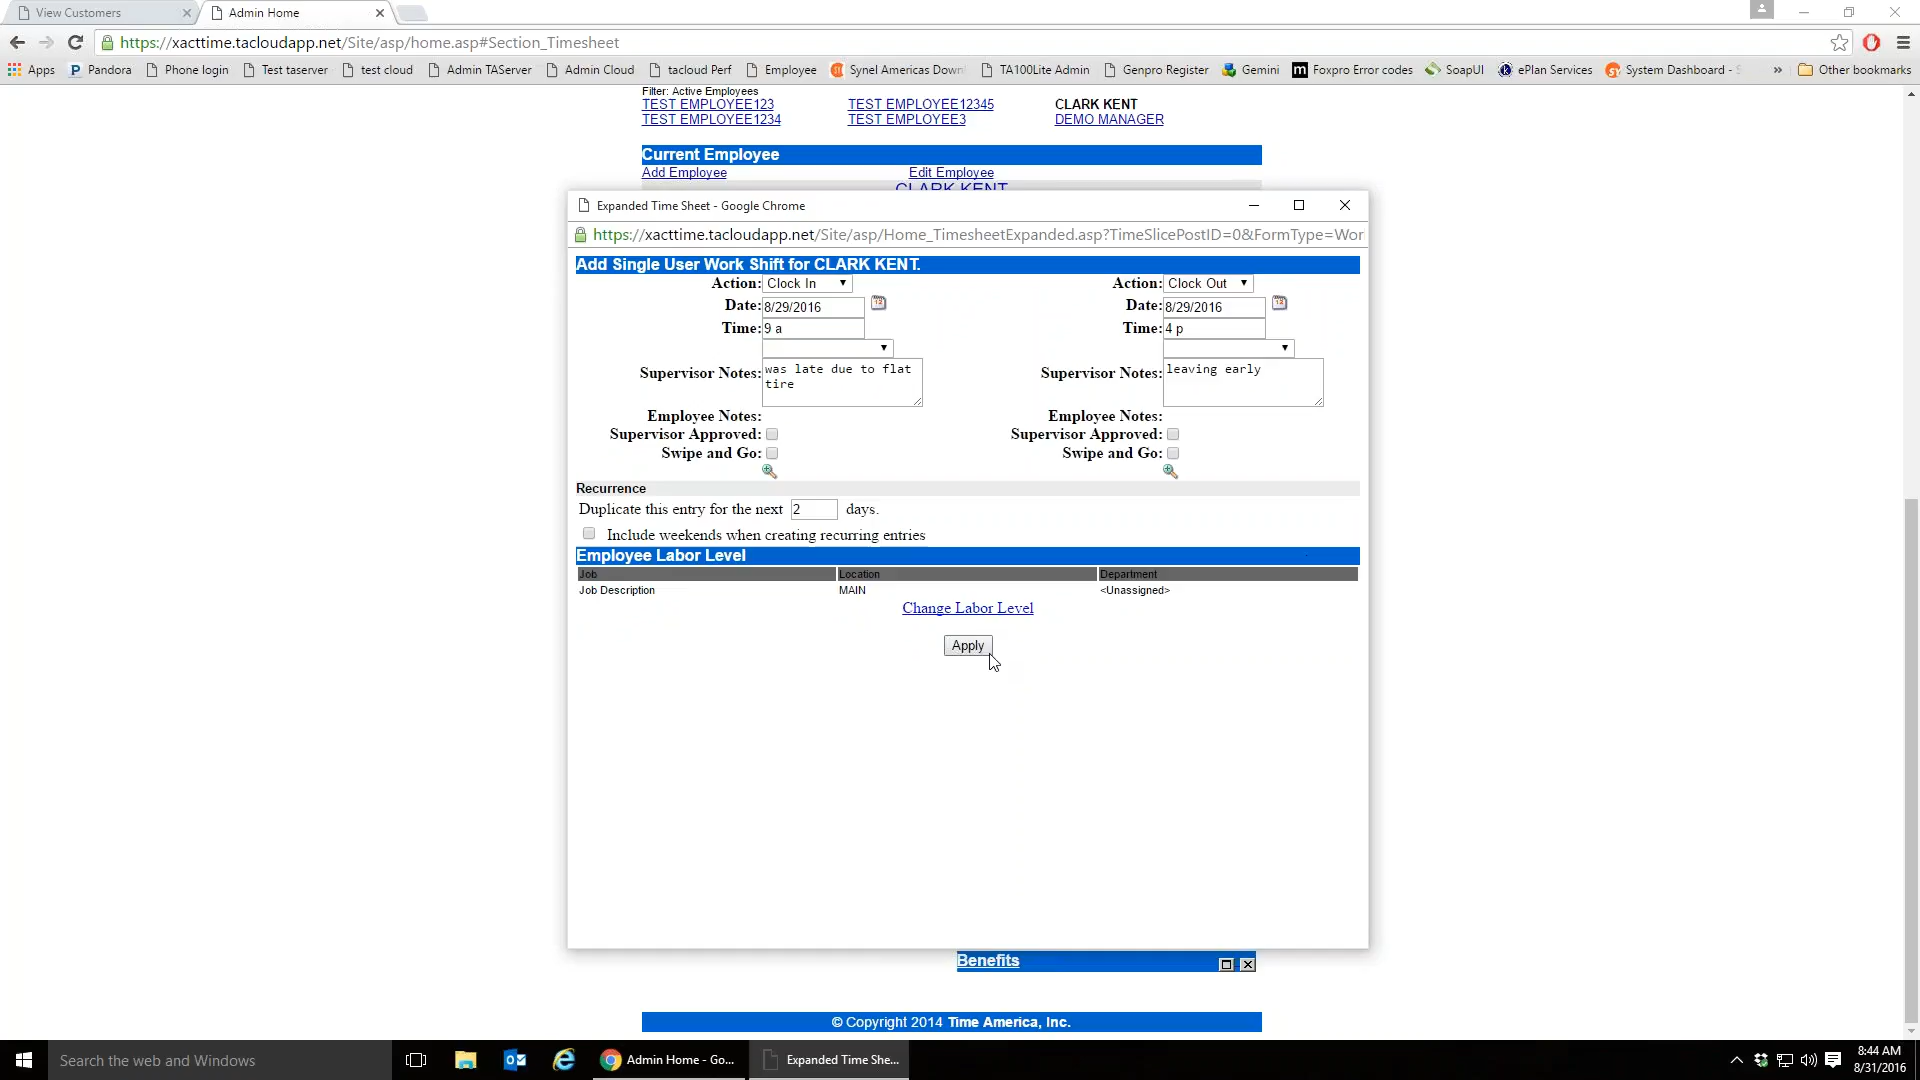 View Customers
Admin Home
https://xacttime.tacloudapp.net/Site/asp/home.asp#Section_Timesheet
Apps
Pandora
Phone login
Test taserver
test cloud
Admin TAServer
Admin Cloud
tacloud Perf
Employee
Synel Americas Down
TA100Lite Admin
Genpro Register
Gemini
Foxpro Error codes
SoapUI
ePlan Services
System Dashboard -
Other bookmarks
Filter: Active Employees
TEST EMPLOYEE123
TEST EMPLOYEE12345
CLARK KENT
TEST EMPLOYEE1234
TEST EMPLOYEE3
DEMO MANAGER
Current Employee
Add Employee
Edit Employee
CLARK KENT
Expanded Time Sheet - Google Chrome
https://xacttime.tacloudapp.net/Site/asp/Home_TimesheetExpanded.asp?TimeSlicePostID=0&FormType=Wor
Add Single User Work Shift for CLARK KENT.
Action: Clock In
Action: Clock Out
Date: 8/29/2016
Date: 8/29/2016
Time: 9 a
Time: 4 p
Supervisor Notes: was late due to flat
tire
Supervisor Notes: leaving early
Employee Notes:
Employee Notes:
Supervisor Approved:
Supervisor Approved:
Swipe and Go:
Swipe and Go:
Recurrence
Duplicate this entry for the next 2 days.
Include weekends when creating recurring entries
Employee Labor Level
Job
Location
Department
Job Description
MAIN
<Unassigned>
Change Labor Level
Apply
Benefits
© Copyright 2014 Time America, Inc.
Search the web and Windows
Admin Home - Go...
Expanded Time She...
8:44 AM
8/31/2016